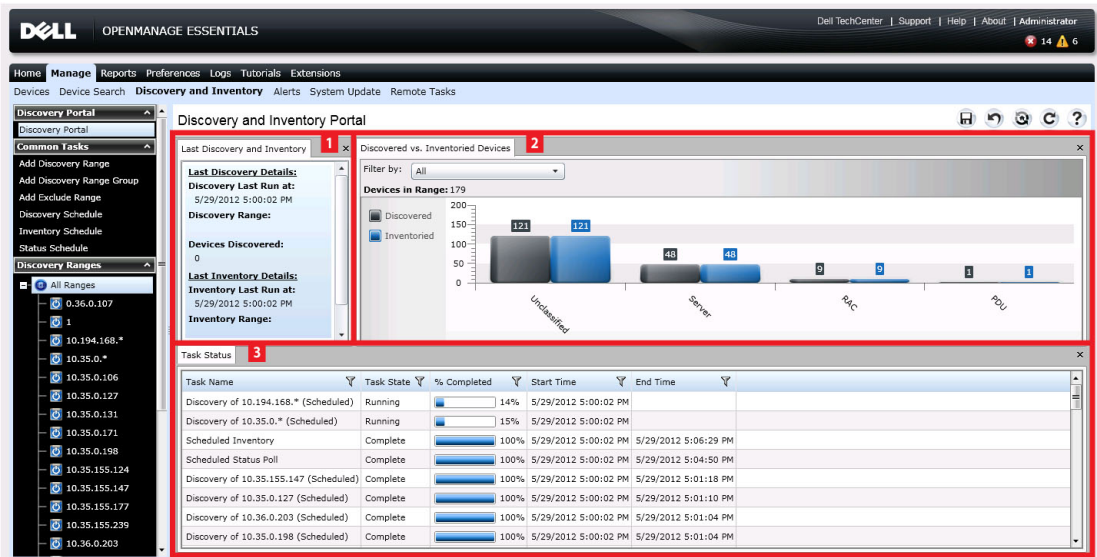 DELL OPENMANAGE ESSENTIALS
Dell TechCenter | Support | Help | About | Administrator
14 6
Home Manage Reports Preferences Logs Tutorials Extensions
Devices Device Search Discovery and Inventory Alerts System Update Remote Tasks
Discovery Portal
Discovery Portal
Common Tasks
Add Discovery Range
Add Discovery Range Group
Add Exclude Range
Discovery Schedule
Inventory Schedule
Status Schedule
Discovery Ranges
All Ranges
0.36.0.107
1
10.194.168.*
10.35.0.*
10.35.0.106
10.35.0.127
10.35.0.131
10.35.0.171
10.35.0.198
10.35.155.124
10.35.155.147
10.35.155.177
10.35.155.239
10.36.0.203
Discovery and Inventory Portal
Last Discovery and Inventory 1 x
Last Discovery Details:
Discovery Last Run at:
5/29/2012 5:00:02 PM
Discovery Range:
Devices Discovered:
0
Last Inventory Details:
Inventory Last Run at:
5/29/2012 5:00:02 PM
Inventory Range:
Discovered vs. Inventoried Devices 2 x
Filter by: All
Devices in Range: 179
Discovered
Inventoried
200
150
100
50
0
121 121
48 48
9 9
1 1
Unclassified
Server
RAC
PDU
Task Status 3 x
Task Name Task State % Completed Start Time End Time
Discovery of 10.194.168.* (Scheduled) Running 14% 5/29/2012 5:00:02 PM
Discovery of 10.35.0.* (Scheduled) Running 15% 5/29/2012 5:00:02 PM
Scheduled Inventory Complete 100% 5/29/2012 5:00:02 PM 5/29/2012 5:06:29 PM
Scheduled Status Poll Complete 100% 5/29/2012 5:00:02 PM 5/29/2012 5:04:50 PM
Discovery of 10.35.155.147 (Scheduled) Complete 100% 5/29/2012 5:00:02 PM 5/29/2012 5:01:18 PM
Discovery of 10.35.0.127 (Scheduled) Complete 100% 5/29/2012 5:00:02 PM 5/29/2012 5:01:10 PM
Discovery of 10.36.0.203 (Scheduled) Complete 100% 5/29/2012 5:00:02 PM 5/29/2012 5:01:04 PM
Discovery of 10.35.0.198 (Scheduled) Complete 100% 5/29/2012 5:00:02 PM 5/29/2012 5:01:04 PM